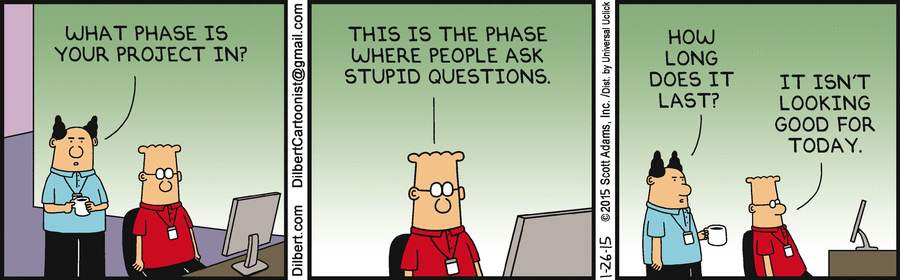 WHAT PHASE IS
YOUR PROJECT IN?
DilbertCartoonist@gmail.com
Dilbert.com
THIS IS THE PHASE
WHERE PEOPLE ASK
STUPID QUESTIONS.
1-26-15 ©2015 Scott Adams, Inc. /Dist. by Universal Uclick
HOW
LONG
DOES IT
LAST?
IT ISN'T
LOOKING
GOOD FOR
TODAY.